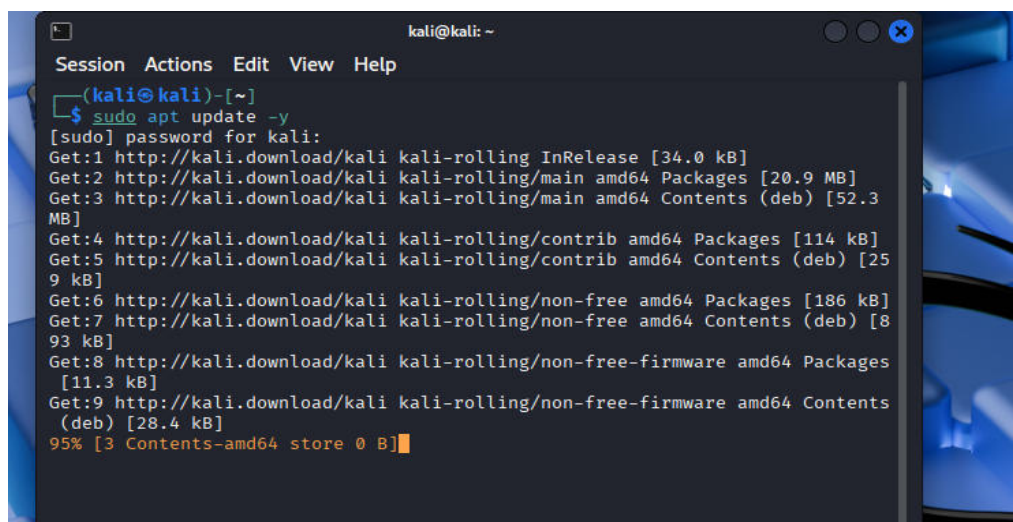 kali@kali: ~
Session Actions Edit View Help
┌──(kali㉿kali)-[~]
└─$ sudo apt update -y
[sudo] password for kali:
Get:1 http://kali.download/kali kali-rolling InRelease [34.0 kB]
Get:2 http://kali.download/kali kali-rolling/main amd64 Packages [20.9 MB]
Get:3 http://kali.download/kali kali-rolling/main amd64 Contents (deb) [52.3
MB]
Get:4 http://kali.download/kali kali-rolling/contrib amd64 Packages [114 kB]
Get:5 http://kali.download/kali kali-rolling/contrib amd64 Contents (deb) [25
9 kB]
Get:6 http://kali.download/kali kali-rolling/non-free amd64 Packages [186 kB]
Get:7 http://kali.download/kali kali-rolling/non-free amd64 Contents (deb) [8
93 kB]
Get:8 http://kali.download/kali kali-rolling/non-free-firmware amd64 Packages
 [11.3 kB]
Get:9 http://kali.download/kali kali-rolling/non-free-firmware amd64 Contents
 (deb) [28.4 kB]
95% [3 Contents-amd64 store 0 B]